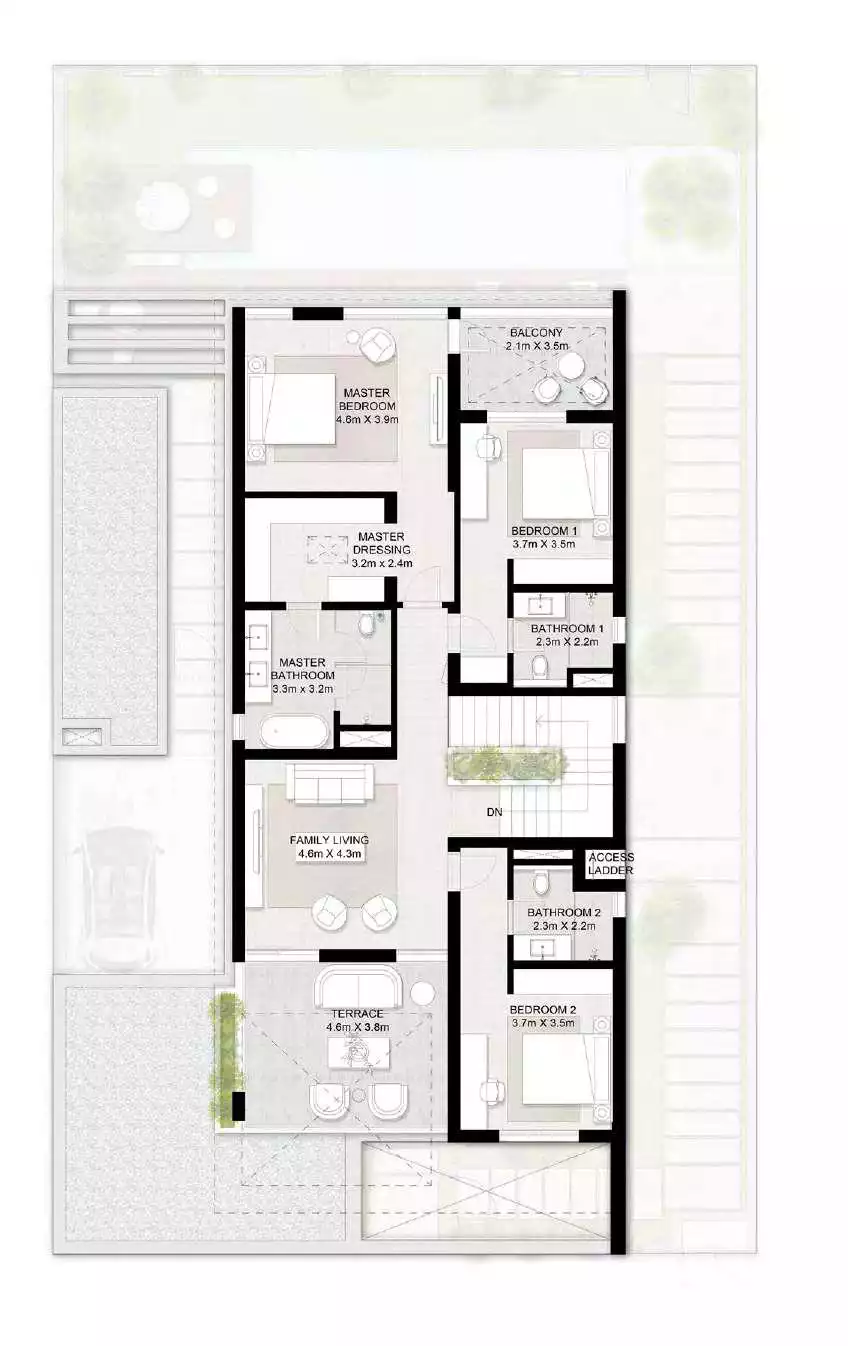 BALCONY
2.1m X 3.5m
MASTER
BEDROOM
4.6m X 3.9m
BEDROOM 1
3.7m X 3.5m
MASTER
DRESSING
3.2m x 2.4m
BATHROOM 1
2.3m X 2.2m
MASTER
BATHROOM
3.3m X 3.2m
DN
FAMILY LIVING
4.6m X 4.3m
ACCESS
LADDER
BATHROOM 2
2.3m X 2.2m
BEDROOM 2
3.7m X 3.5m
TERRACE
4.6m X 3.8m